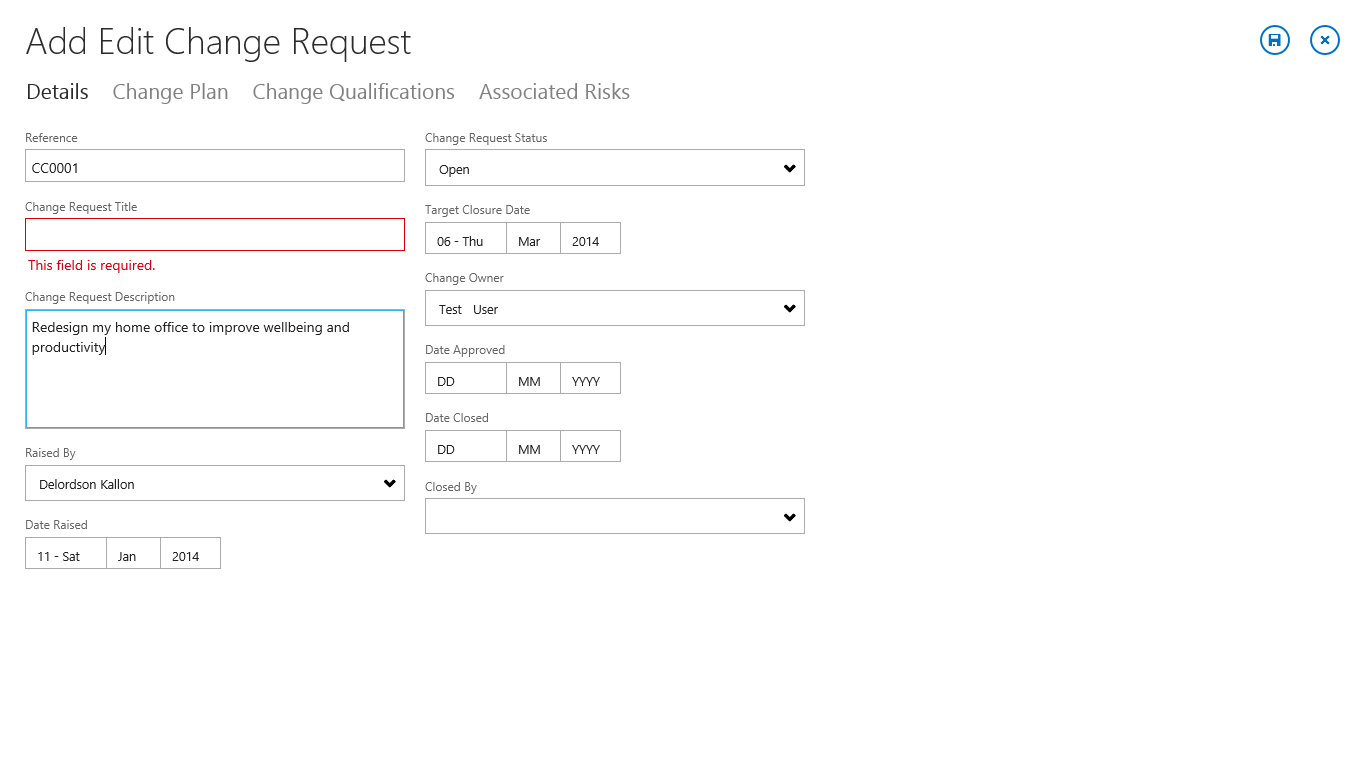 Add Edit Change Request
Details Change Plan Change Qualifications Associated Risks
Reference
CC0001
Change Request Title
This field is required.
Change Request Description
Redesign my home office to improve wellbeing and
productivity
Raised By
Delordson Kallon
Date Raised
11 - Sat Jan 2014
Change Request Status
Open
Target Closure Date
06 - Thu Mar 2014
Change Owner
Test User
Date Approved
DD MM YYYY
Date Closed
DD MM YYYY
Closed By